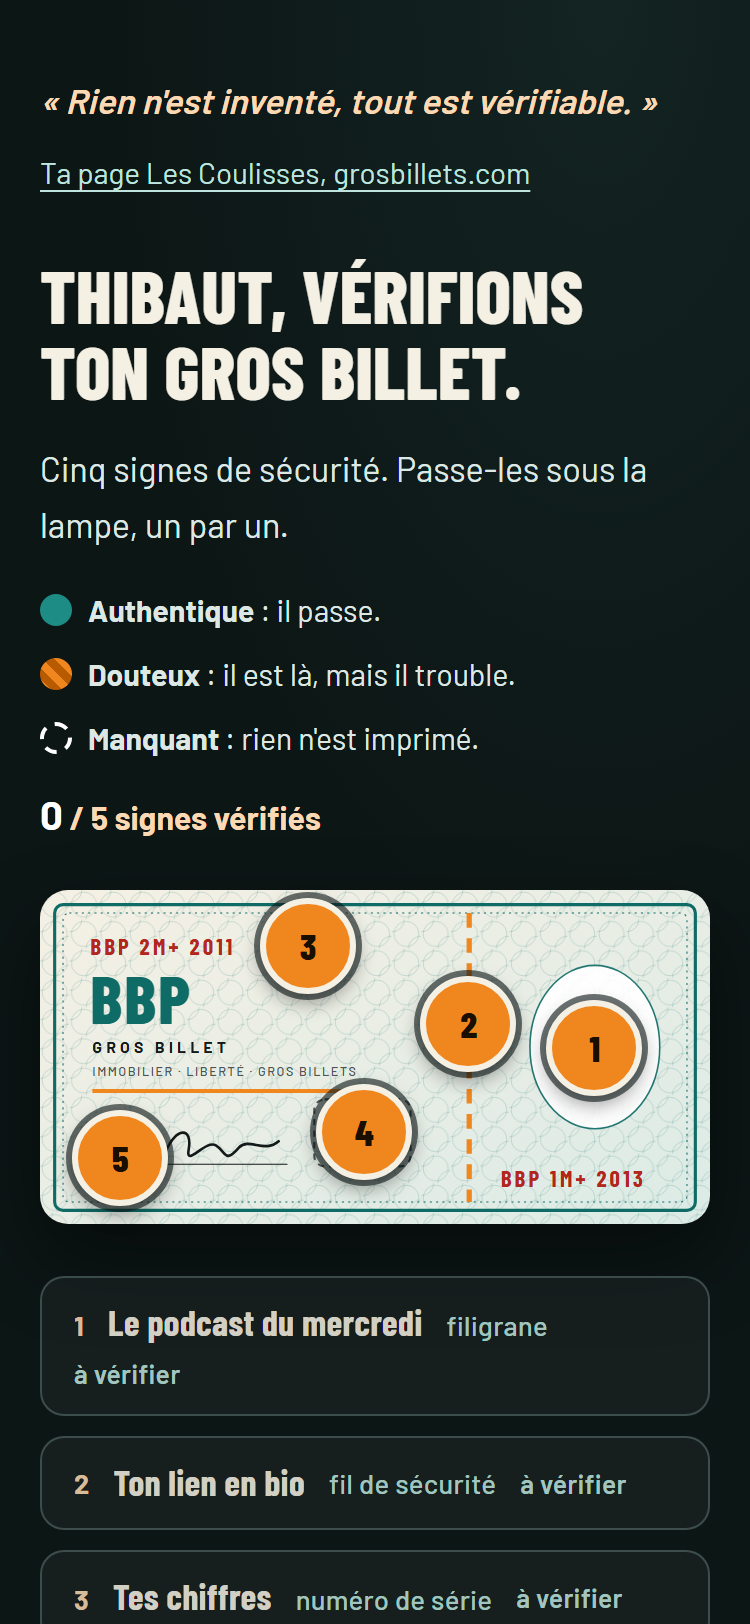 « Rien n'est inventé, tout est vérifiable. »
Ta page Les Coulisses, grosbillets.com
THIBAUT, VÉRIFIONS
TON GROS BILLET.
Cinq signes de sécurité. Passe-les sous la
lampe, un par un.
Authentique : il passe.
Douteux : il est là, mais il trouble.
Manquant : rien n'est imprimé.
0 / 5 signes vérifiés
BBP 2M+ 2011
3
BBP
2
1
GROS BILLET
IMMOBILIER · LIBERTÉ · GROS BILLETS
4
5
BBP 1M+ 2013
1 Le podcast du mercredi filigrane
à vérifier
2 Ton lien en bio fil de sécurité à vérifier
3 Tes chiffres numéro de série à vérifier